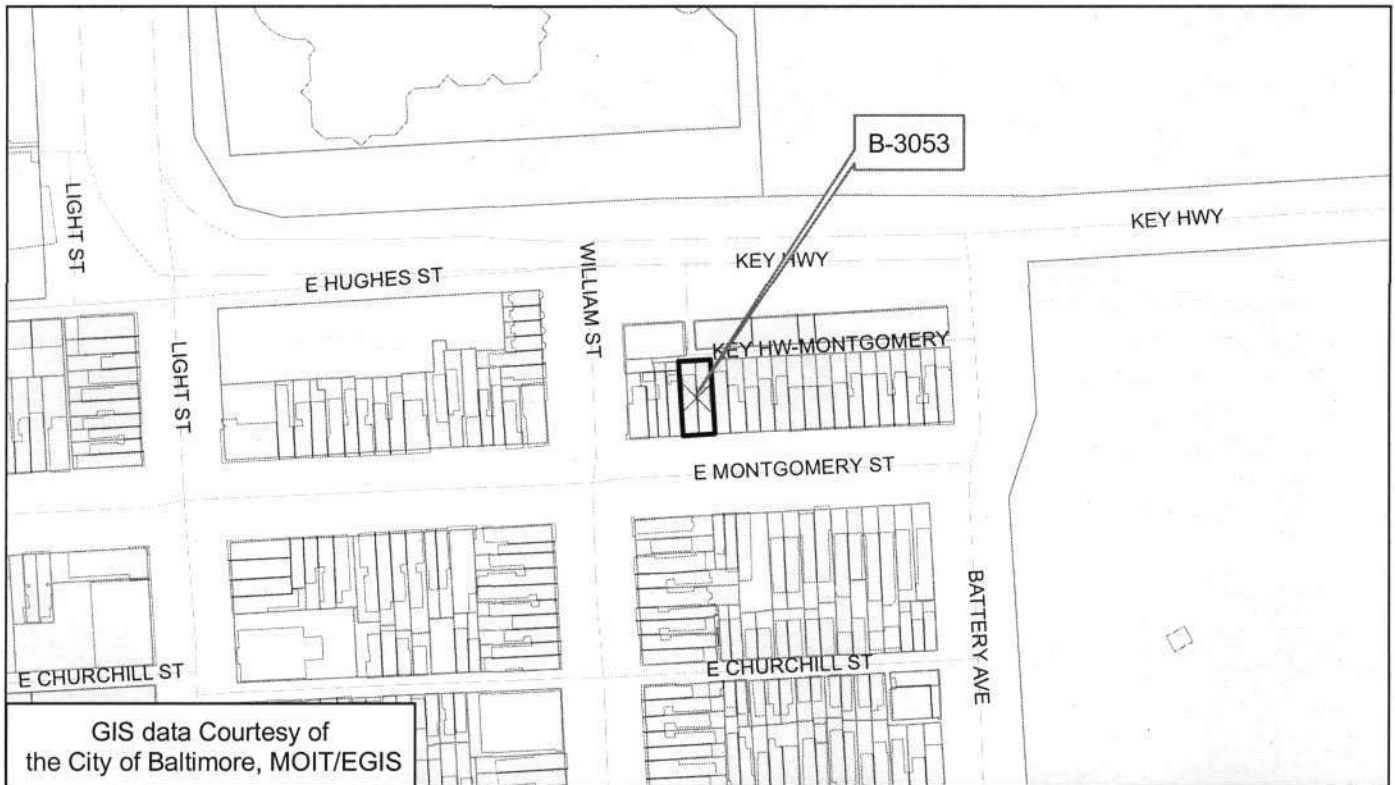 B-3053
LIGHT ST
KEY HWY
KEY HWY
WILLIAM ST
E HUGHES ST
LIGHT ST
KEY HW-MONTGOMERY
E MONTGOMERY ST
BATTERY AVE
E CHURCHILL ST
E CHURCHILL ST
GIS data Courtesy of
the City of Baltimore, MOIT/EGIS